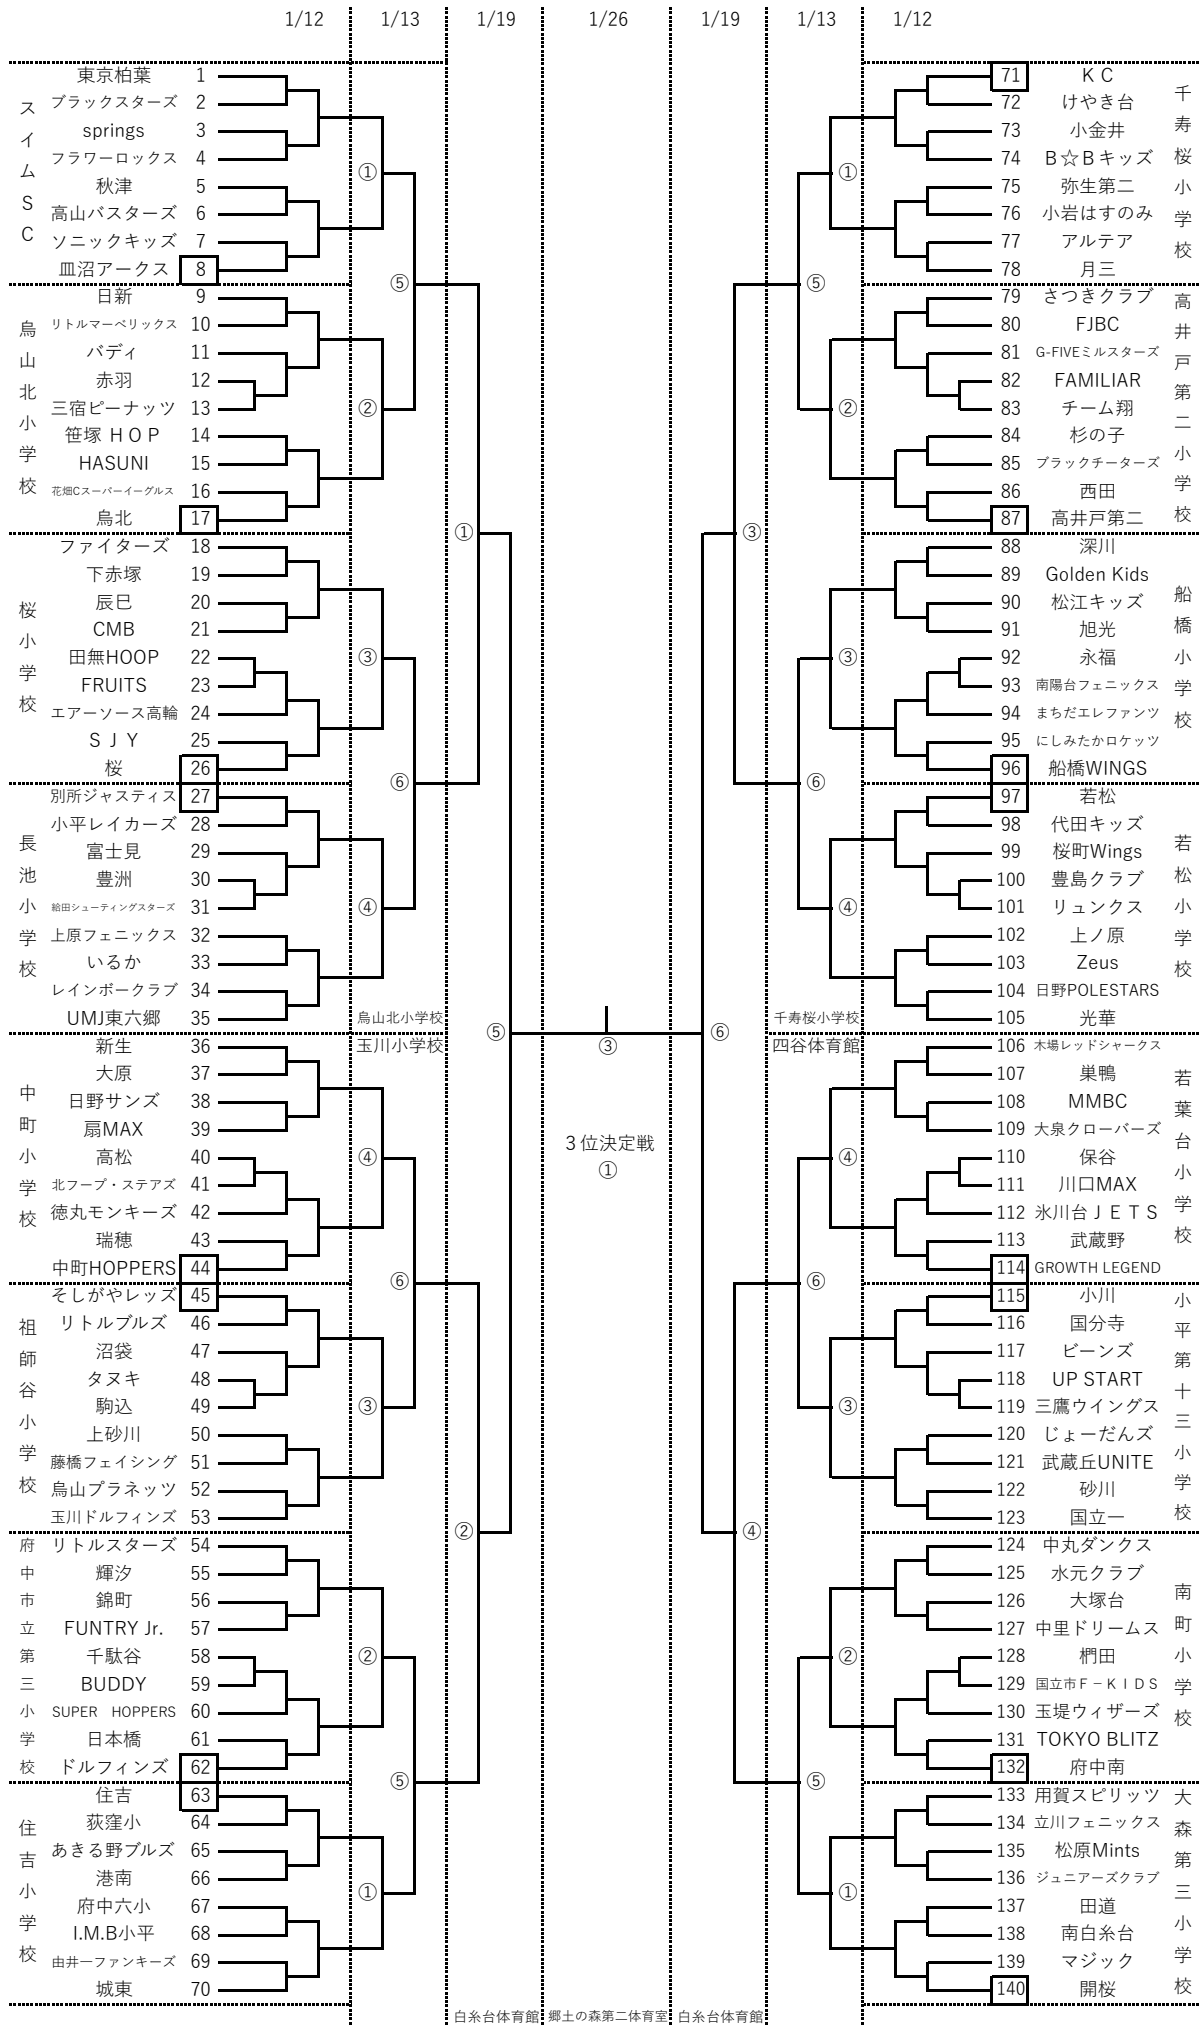 1/12 1/13 1/19 1/26 1/19 1/13 1/12
スイムSC
東京柏葉 1
ブラックスターズ 2
springs 3
フラワーロックス 4
秋津 5
高山バスターズ 6
ソニックキッズ 7
皿沼アークス 8
烏山北小学校
日新 9
リトルマーベリックス 10
バディ 11
赤羽 12
三宿ピーナッツ 13
笹塚 ＨＯＰ 14
HASUNI 15
花畑Cスーパーイーグルス 16
烏北 17
桜小学校
ファイターズ 18
下赤塚 19
辰巳 20
CMB 21
田無HOOP 22
FRUITS 23
エアーソース高輪 24
ＳＪＹ 25
桜 26
長池小学校
別所ジャスティス 27
小平レイカーズ 28
富士見 29
豊洲 30
給田シューティングスターズ 31
上原フェニックス 32
いるか 33
レインボークラブ 34
UMJ東六郷 35
中町小学校
新生 36
大原 37
日野サンズ 38
扇MAX 39
高松 40
北フープ・ステアズ 41
徳丸モンキーズ 42
瑞穂 43
中町HOPPERS 44
祖師谷小学校
そしがやレッズ 45
リトルブルズ 46
沼袋 47
タヌキ 48
駒込 49
上砂川 50
藤橋フェイシング 51
烏山プラネッツ 52
玉川ドルフィンズ 53
府中市立第三小学校
リトルスターズ 54
輝汐 55
錦町 56
FUNTRY Jr. 57
千駄谷 58
BUDDY 59
SUPER HOPPERS 60
日本橋 61
ドルフィンズ 62
住吉小学校
住吉 63
荻窪小 64
あきる野ブルズ 65
港南 66
府中六小 67
I.M.B小平 68
由井一ファンキーズ 69
城東 70
①
②
③
④
⑤
⑥
烏山北小学校
玉川小学校
④
③
②
①
⑥
⑤
①
②
⑤
白糸台体育館
③
３位決定戦
①
郷土の森第二体育室
⑥
③
④
白糸台体育館
①
②
③
④
⑤
⑥
千寿桜小学校
四谷体育館
④
③
②
①
⑥
⑤
千寿桜小学校
71 ＫＣ
72 けやき台
73 小金井
74 B☆Bキッズ
75 弥生第二
76 小岩はすのみ
77 アルテア
78 月三
高井戸第二小学校
79 さつきクラブ
80 FJBC
81 G-FIVEミルスターズ
82 FAMILIAR
83 チーム翔
84 杉の子
85 ブラックチーターズ
86 西田
87 高井戸第二
船橋小学校
88 深川
89 Golden Kids
90 松江キッズ
91 旭光
92 永福
93 南陽台フェニックス
94 まちだエレファンツ
95 にしみたかロケッツ
96 船橋WINGS
若松小学校
97 若松
98 代田キッズ
99 桜町Wings
100 豊島クラブ
101 リュンクス
102 上ノ原
103 Zeus
104 日野POLESTARS
105 光華
若葉台小学校
106 木場レッドシャークス
107 巣鴨
108 MMBC
109 大泉クローバーズ
110 保谷
111 川口MAX
112 氷川台ＪＥＴＳ
113 武蔵野
114 GROWTH LEGEND
小平第十三小学校
115 小川
116 国分寺
117 ビーンズ
118 UP START
119 三鷹ウイングス
120 じょーだんズ
121 武蔵丘UNITE
122 砂川
123 国立一
南町小学校
124 中丸ダンクス
125 水元クラブ
126 大塚台
127 中里ドリームス
128 椚田
129 国立市Ｆ－ＫＩＤＳ
130 玉堤ウィザーズ
131 TOKYO BLITZ
132 府中南
大森第三小学校
133 用賀スピリッツ
134 立川フェニックス
135 松原Mints
136 ジュニアーズクラブ
137 田道
138 南白糸台
139 マジック
140 開桜